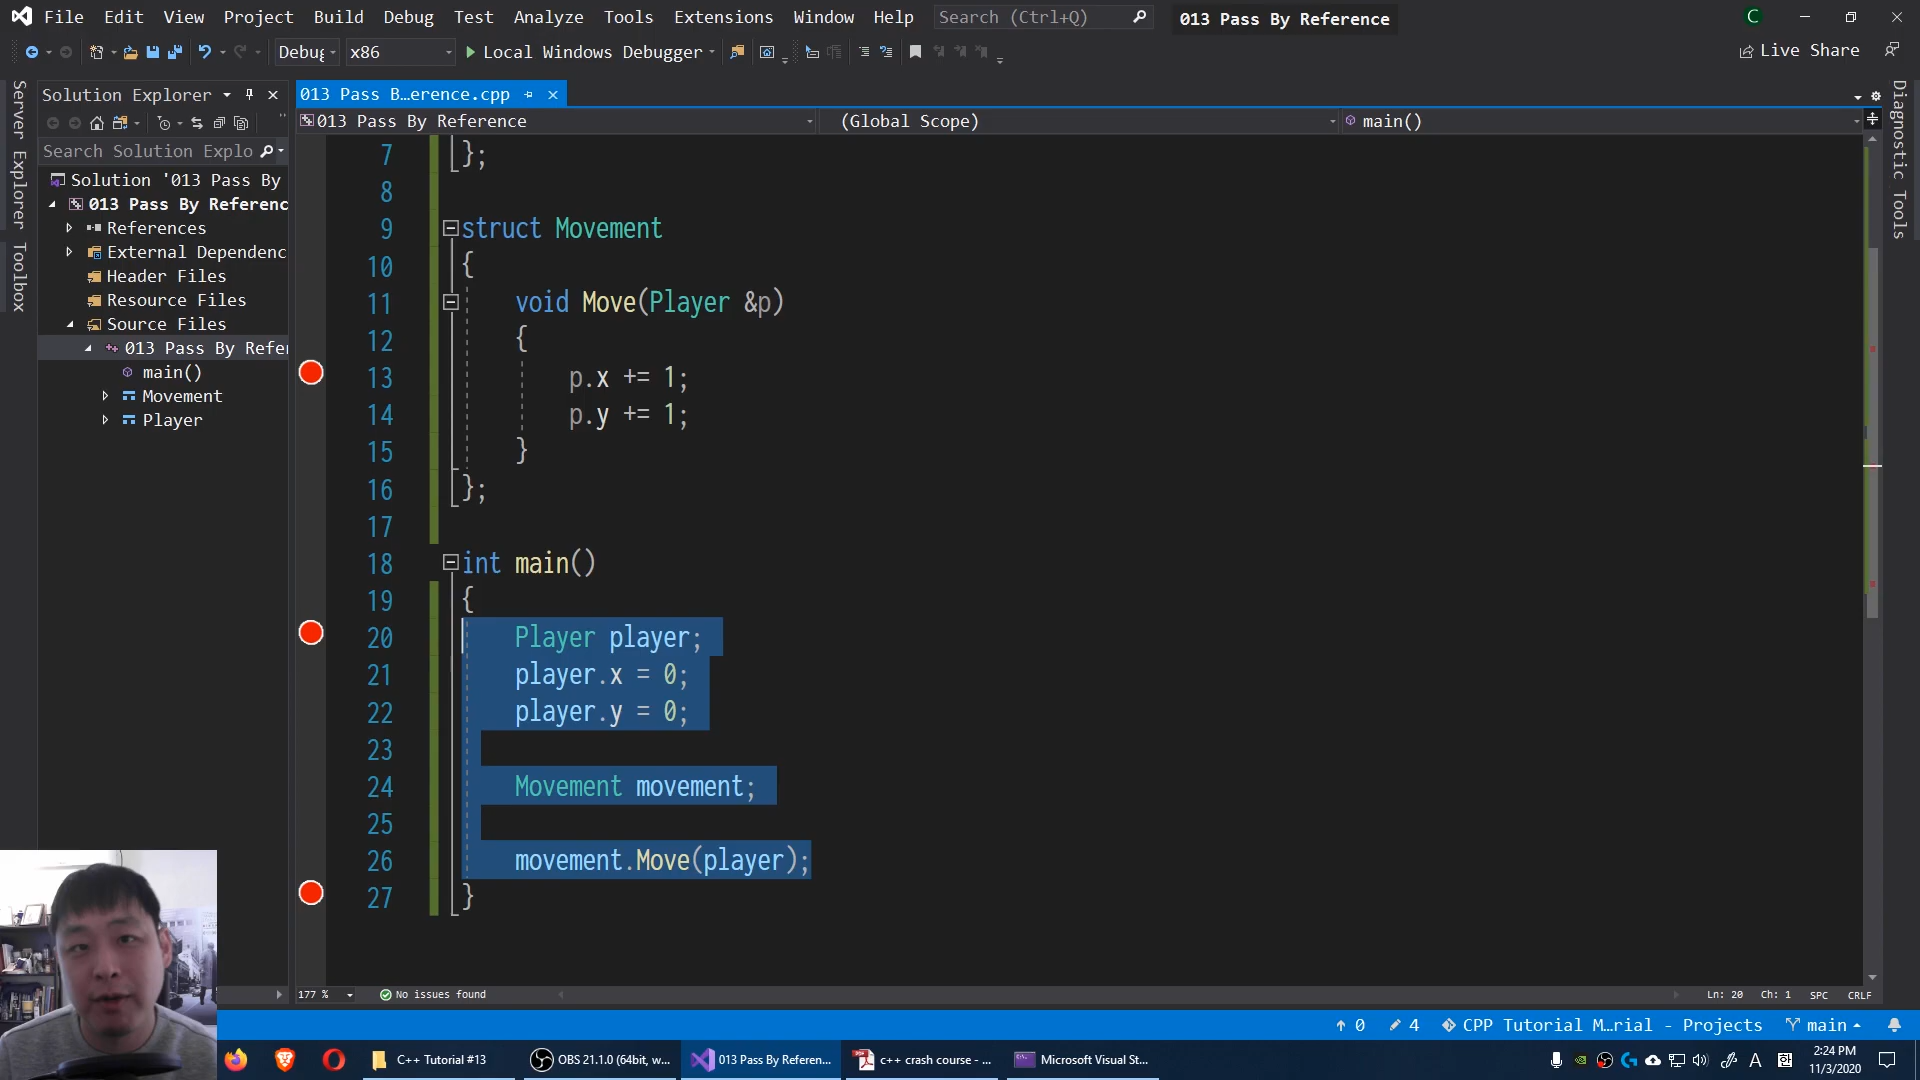 File Edit View Project Build Debug Test Analyze Tools Extensions Window Help Search (Ctrl+Q) 013 Pass By Reference C
Debug x86 Local Windows Debugger Live Share
Server Explorer
Toolbox
Solution Explorer
Search Solution Explo
Solution '013 Pass By
013 Pass By Referenc
References
External Dependenc
Header Files
Resource Files
Source Files
013 Pass By Refer
main()
Movement
Player
013 Pass B...erence.cpp
013 Pass By Reference (Global Scope) main()
7 };
8
9 struct Movement
10 {
11 void Move(Player &p)
12 {
13 p.x += 1;
14 p.y += 1;
15 }
16 };
17
18 int main()
19 {
20 Player player;
21 player.x = 0;
22 player.y = 0;
23
24 Movement movement;
25
26 movement.Move(player);
27 }
Diagnostic Tools
177 % No issues found Ln: 20 Ch: 1 SPC CRLF
0 4 CPP Tutorial M...rial - Projects main
C++ Tutorial #13 OBS 21.1.0 (64bit, w... 013 Pass By Referen... c++ crash course - ... Microsoft Visual St... A 한 2:24 PM
11/3/2020